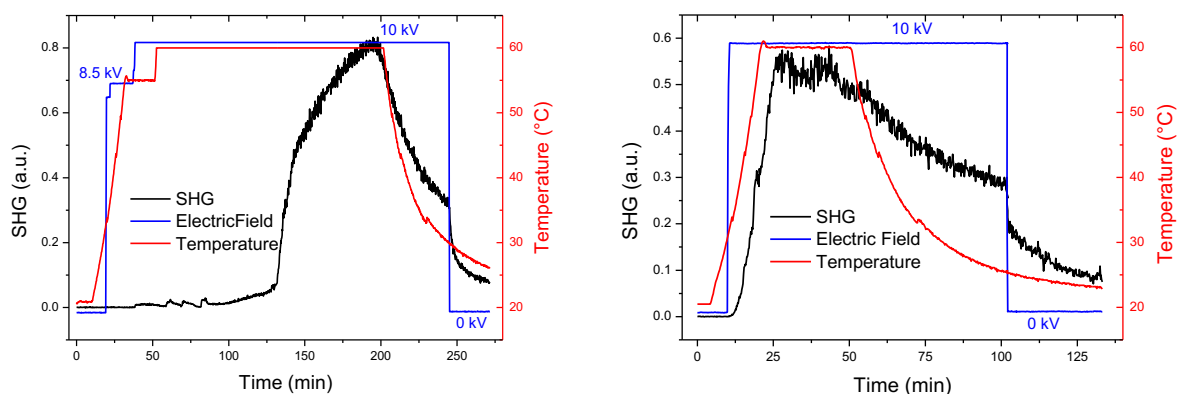 10 kV
8.5 kV
0 kV
SHG
ElectricField
Temperature
0.8
0.6
0.4
0.2
0.0
SHG (a.u.)
60
50
40
30
20
Temperature (°C)
0
50
100
150
200
250
Time (min)
10 kV
0 kV
SHG
Electric Field
Temperature
0.6
0.5
0.4
0.3
0.2
0.1
0.0
SHG (a.u.)
60
50
40
30
20
Temperature (°C)
0
25
50
75
100
125
Time (min)